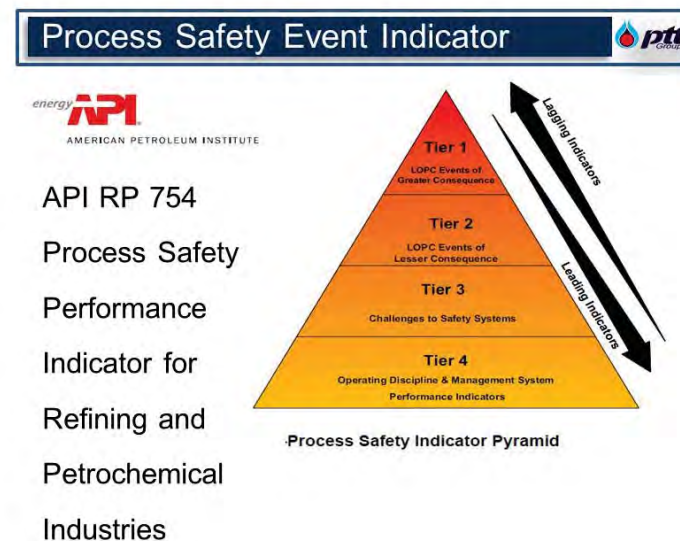 Process Safety Event Indicator
ptt
Group
energy API
AMERICAN PETROLEUM INSTITUTE
API RP 754
Process Safety
Performance
Indicator for
Refining and
Petrochemical
Industries
Tier 1
LOPC Events of
Greater Consequence
Tier 2
LOPC Events of
Lesser Consequence
Tier 3
Challenges to Safety Systems
Tier 4
Operating Discipline & Management System
Performance Indicators
Lagging Indicators
Leading Indicators
Process Safety Indicator Pyramid